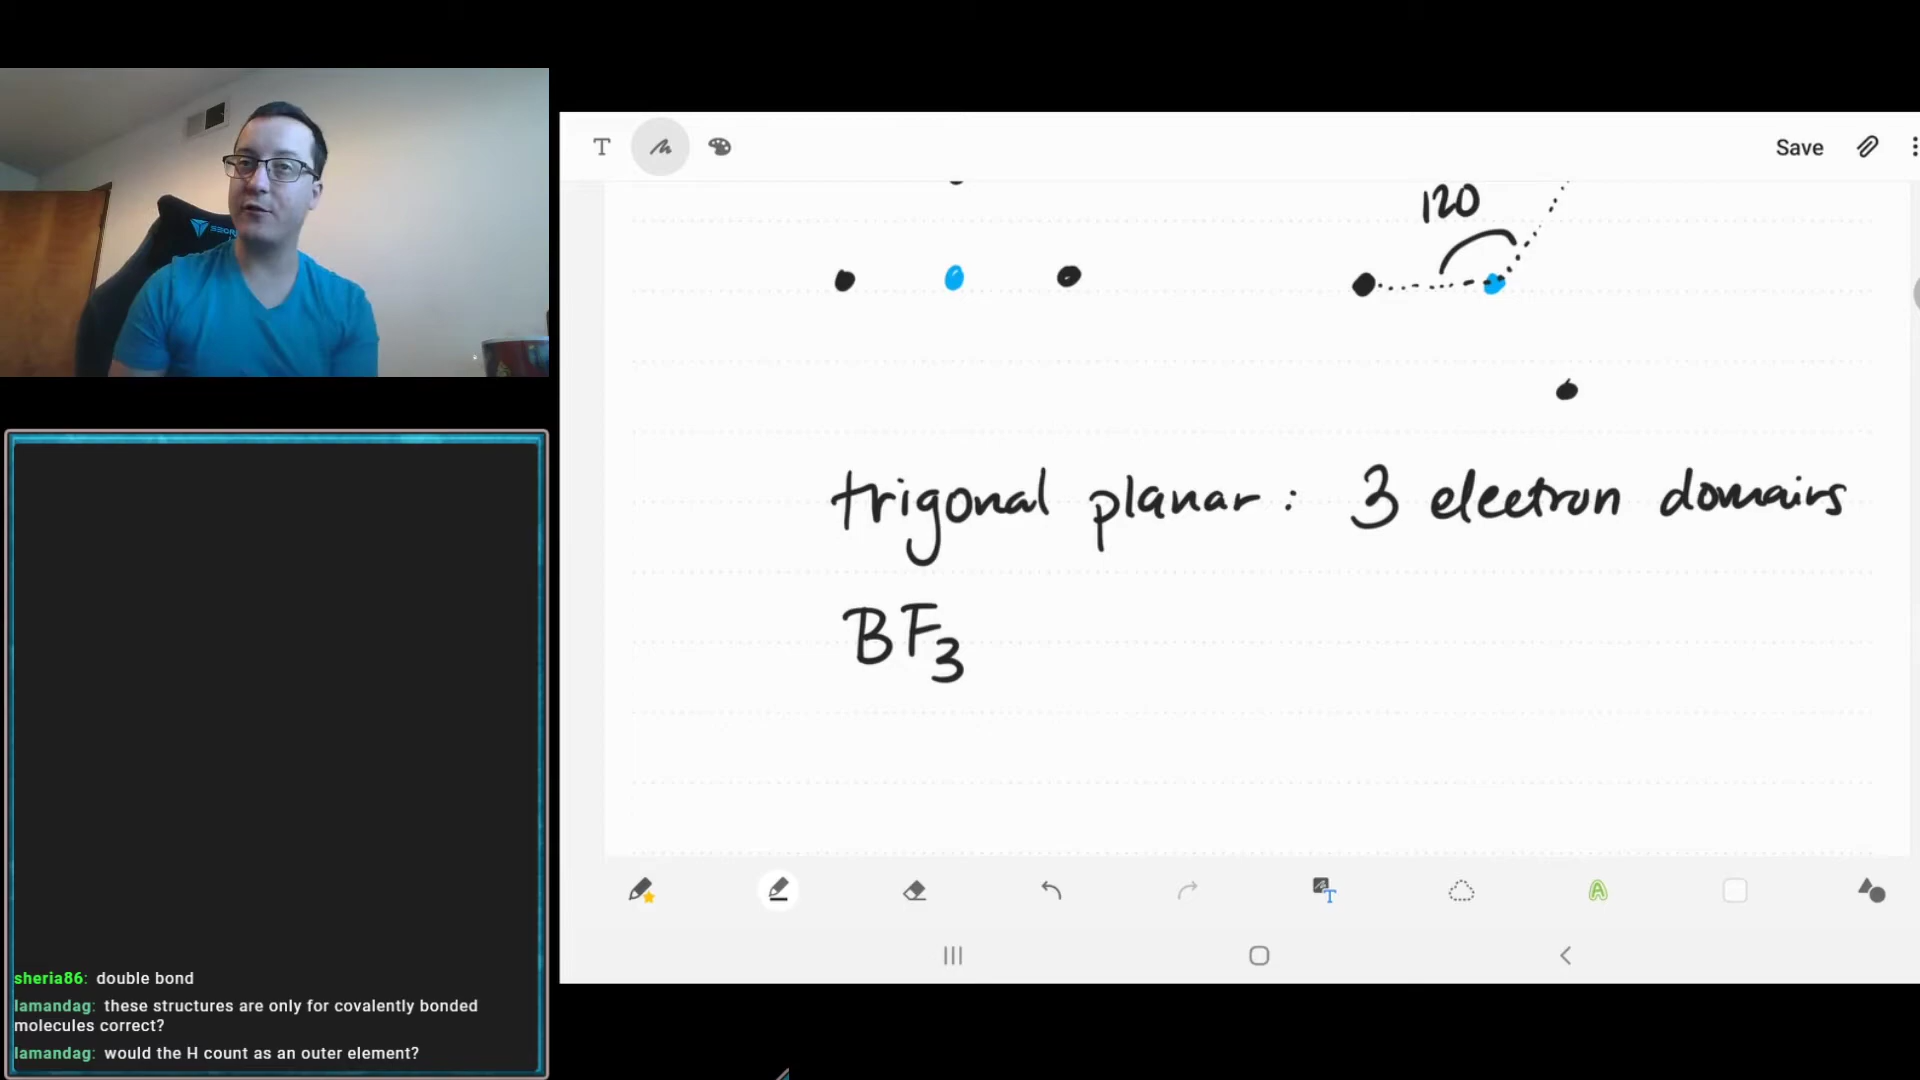 T
Save
120
trigonal planar : 3 electron domains
BF3
T
A
sheria86: double bond
lamandag: these structures are only for covalently bonded
molecules correct?
lamandag: would the H count as an outer element?